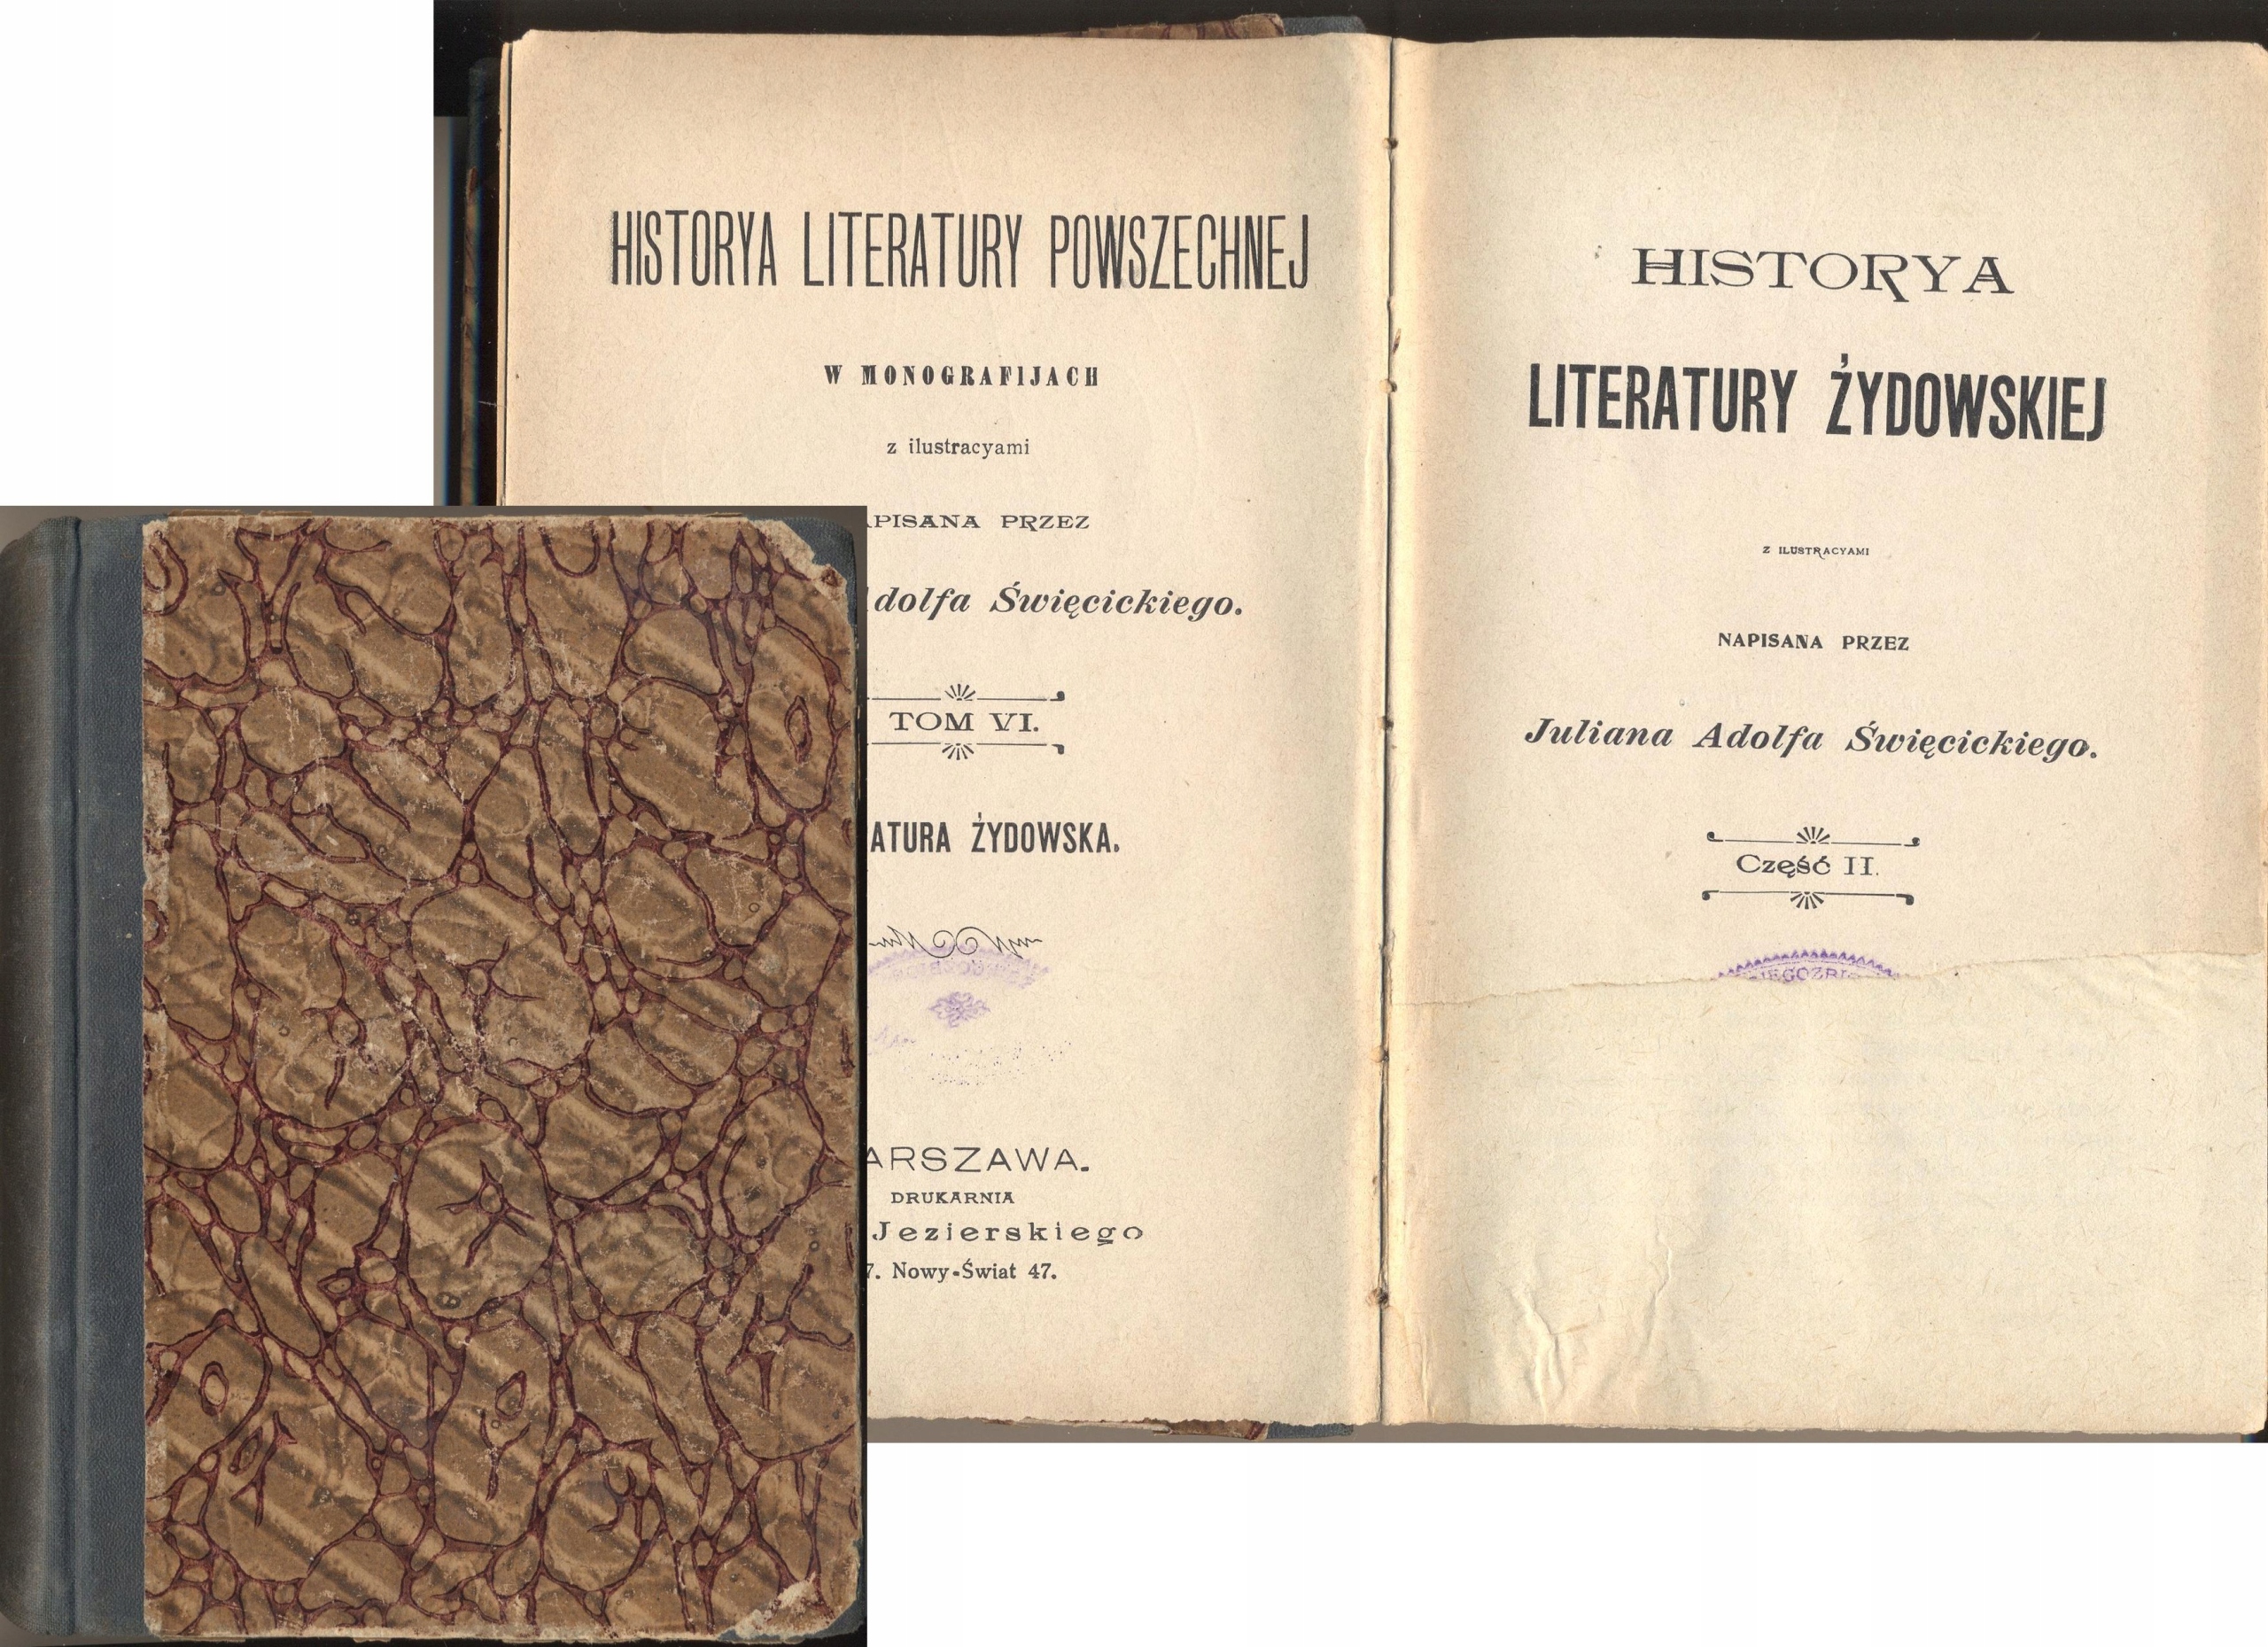 HISTORYA LITERATURY POWSZECHNEJ
W MONOGRAFIJACH
z ilustracyami
APISANA PRZEZ
dolfa Święcickiego.
TOM VI.
ATURA ŻYDOWSKA.
ARSZAWA.
DRUKARNIA
Jezierskiego
7. Nowy-Świat 47.
HISTORYA
LITERATURY ŻYDOWSKIEJ
Z ILUSTRACYAMI
NAPISANA PRZEZ
Juliana Adolfa Święcickiego.
Część II.
IEGOZBI